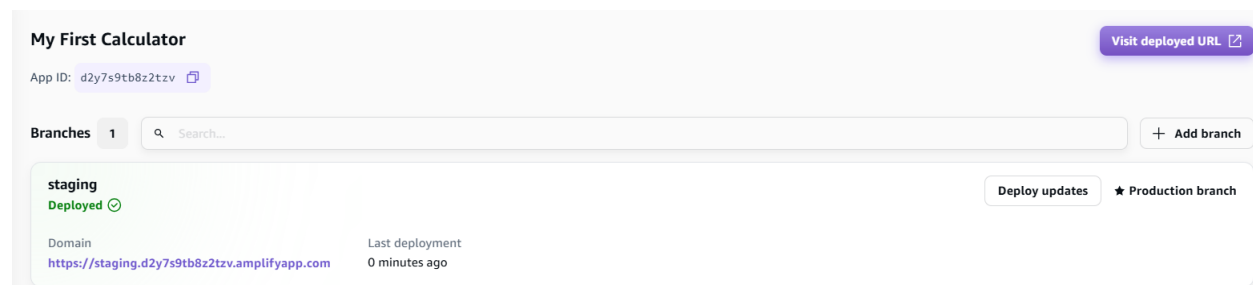 My First Calculator
Visit deployed URL
App ID: d2y7s9tb8z2tzv
Branches 1
Search...
+ Add branch
staging
Deployed
Deploy updates
★ Production branch
Domain
Last deployment
https://staging.d2y7s9tb8z2tzv.amplifyapp.com
0 minutes ago